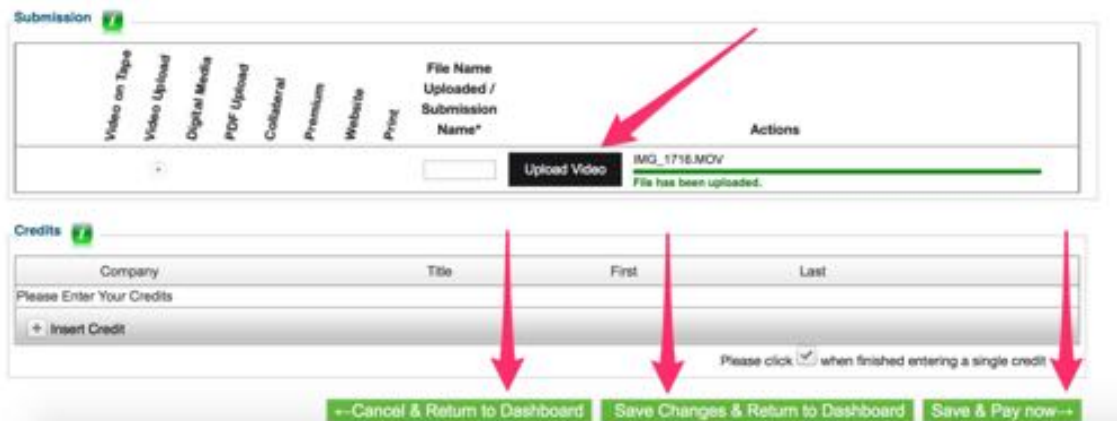 Submission
Video on Tape
Video Upload
Digital Media
PDF Upload
Collateral
Premium
Website
Print
File Name
Uploaded /
Submission
Name*
Actions
Upload Video
IMG_1716.MOV
File has been uploaded.
Credits
Company Title First Last
Please Enter Your Credits
+ Insert Credit
Please click when finished entering a single credit
←Cancel & Return to Dashboard Save Changes & Return to Dashboard Save & Pay now→